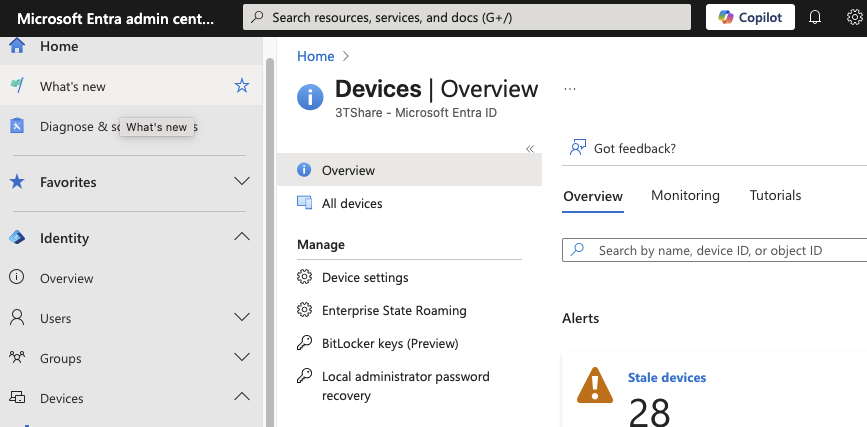 Microsoft Entra admin cent...
Search resources, services, and docs (G+/)
Copilot
Home
What's new
Diagnose & s
s
What's new
Favorites
Identity
Overview
Users
Groups
Devices
Home
Devices | Overview
...
3TShare - Microsoft Entra ID
«
Overview
All devices
Manage
Device settings
Enterprise State Roaming
BitLocker keys (Preview)
Local administrator password
recovery
Got feedback?
Overview Monitoring Tutorials
Search by name, device ID, or object ID
Alerts
Stale devices
28